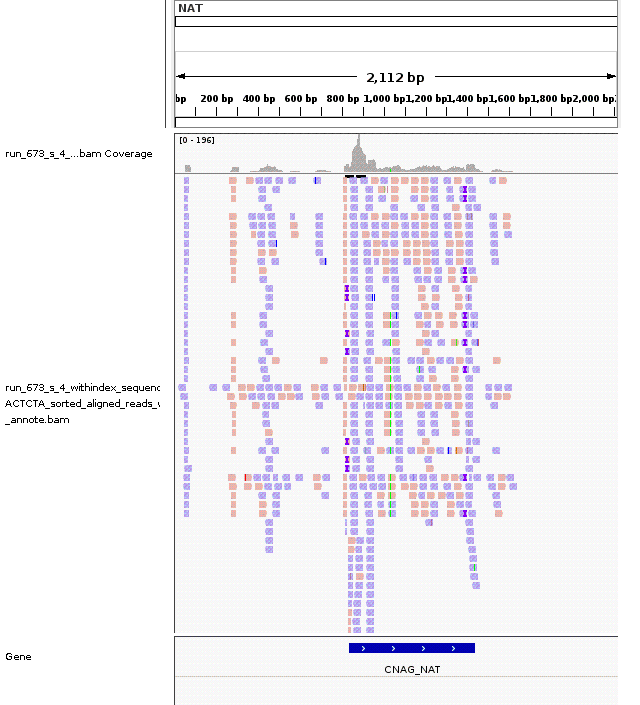 NAT
2,112 bp
bp 200 bp 400 bp 600 bp 800 bp 1,000 bp 1,200 bp 1,400 bp 1,600 bp 1,800 bp 2,000 bp
[0 - 196]
run_673_s_4_...bam Coverage
run_673_s_4_withindex_sequenc
ACTCTA_sorted_aligned_reads_
_annote.bam
Gene
CNAG_NAT